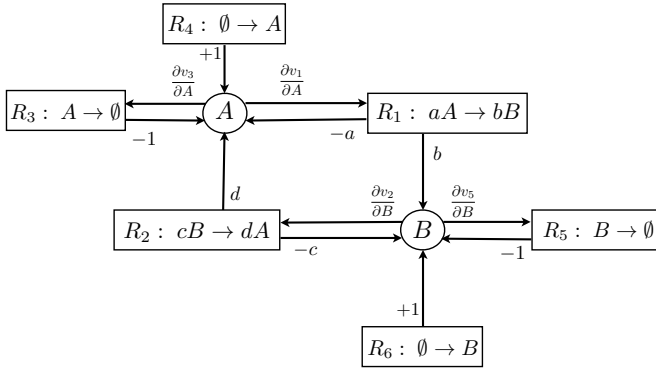 R₄ : ∅ → A
+1
∂v₃/∂A
∂v₁/∂A
R₃ : A → ∅
A
R₁ : aA → bB
−1
−a
b
d
∂v₂/∂B
∂v₅/∂B
R₂ : cB → dA
B
R₅ : B → ∅
−c
−1
+1
R₆ : ∅ → B